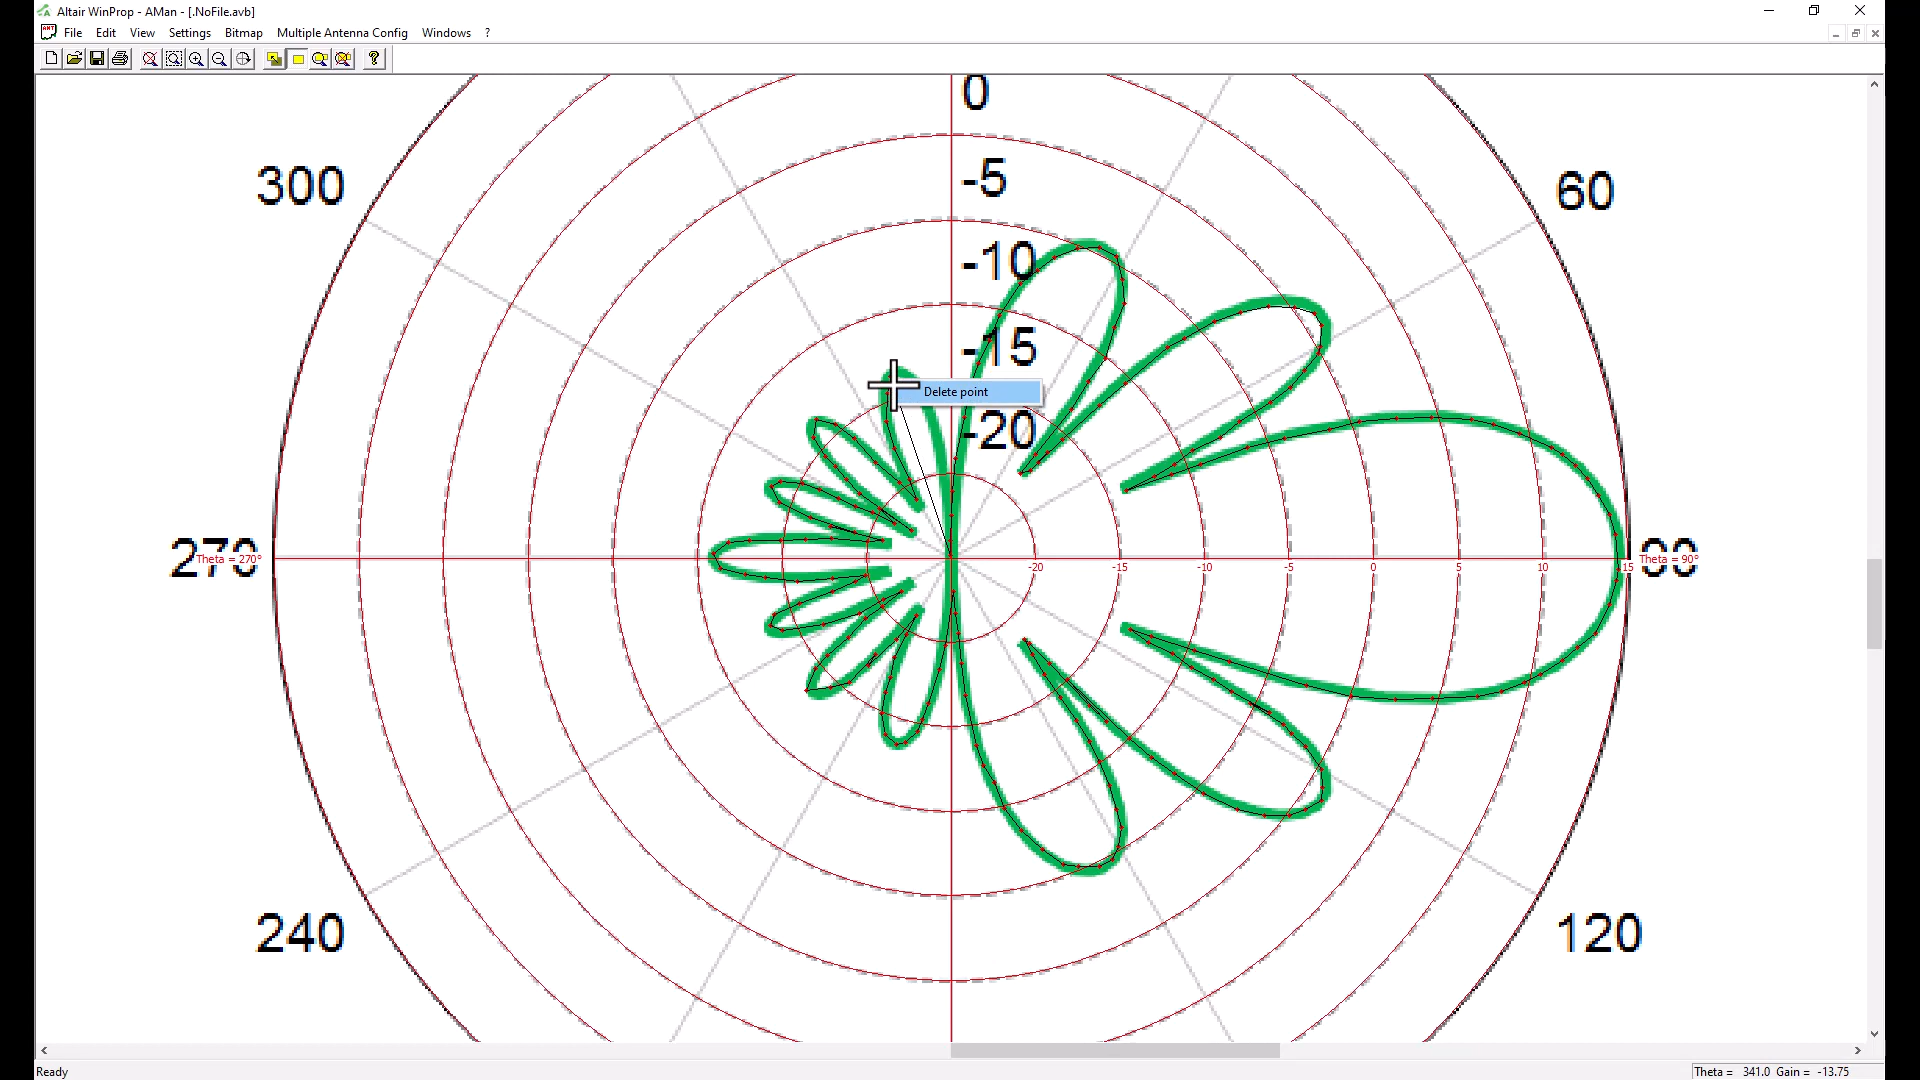 Altair WinProp - AMan - [.NoFile.avb]
File Edit View Settings Bitmap Multiple Antenna Config Windows ?
0
-5
-10
-15
-20
300
60
Delete point
270
Theta = 270°
-20 -15 -10 -5 0 5 10 15
Theta = 90°
240
120
Ready
Theta = 341.0 Gain = -13.75